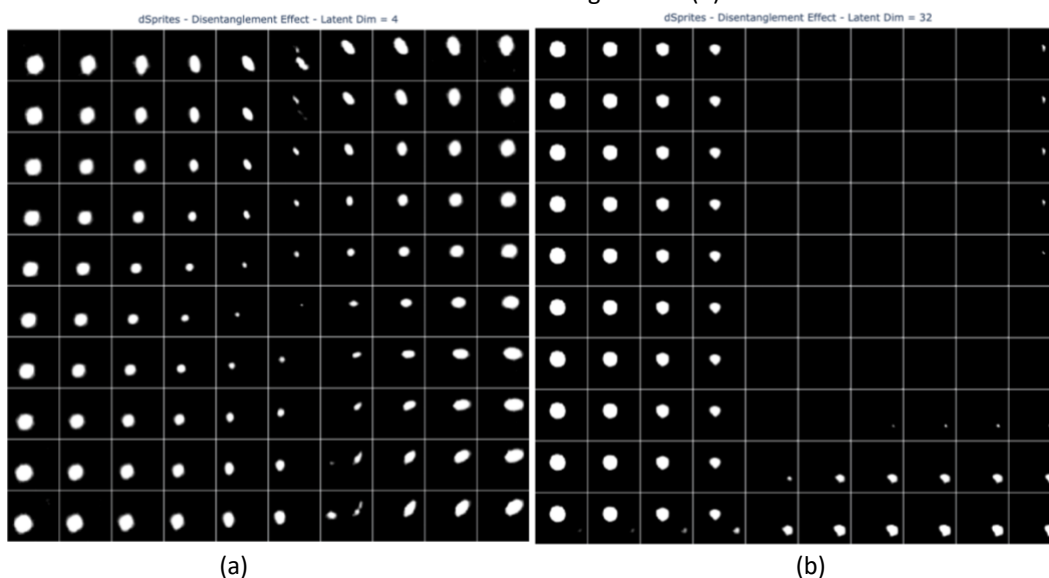 dSprites - Disentanglement Effect - Latent Dim = 4
dSprites - Disentanglement Effect - Latent Dim = 32
(a)
(b)